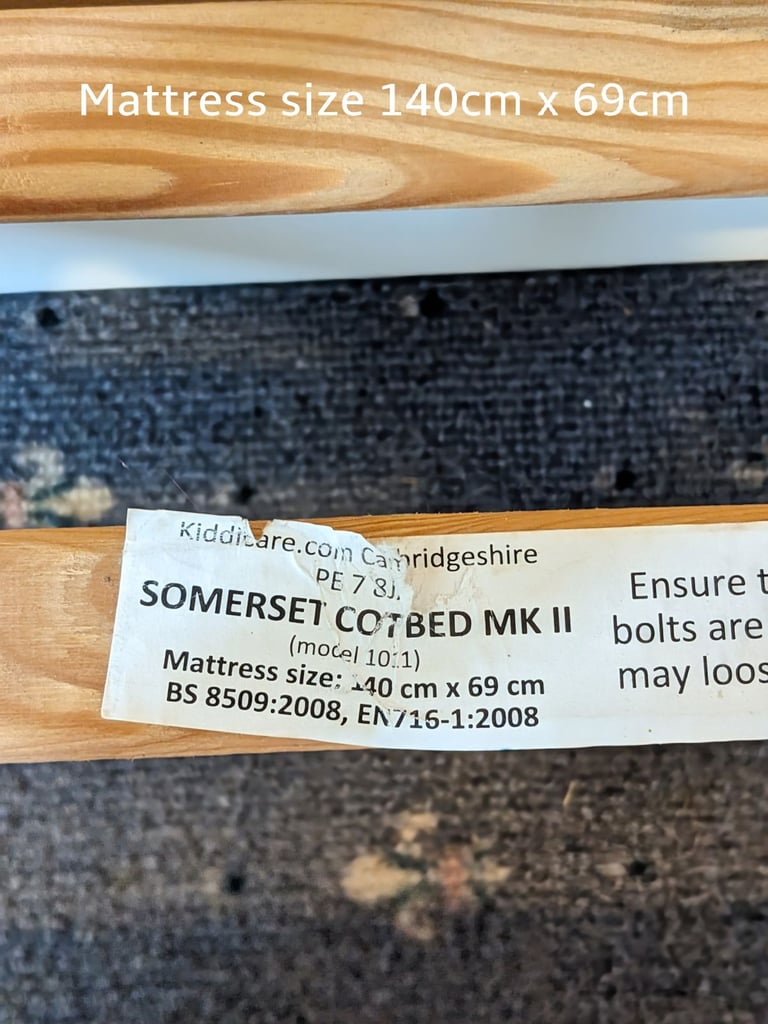 Mattress size 140cm x 69cm
Kiddicare.com Cambridgeshire
PE 7 8J
SOMERSET COTBED MK II
(model 10
Mattress size: 140 cm x 69 cm
BS 8509:2008, EN716-1:2008
Ensure t
bolts are
may loos